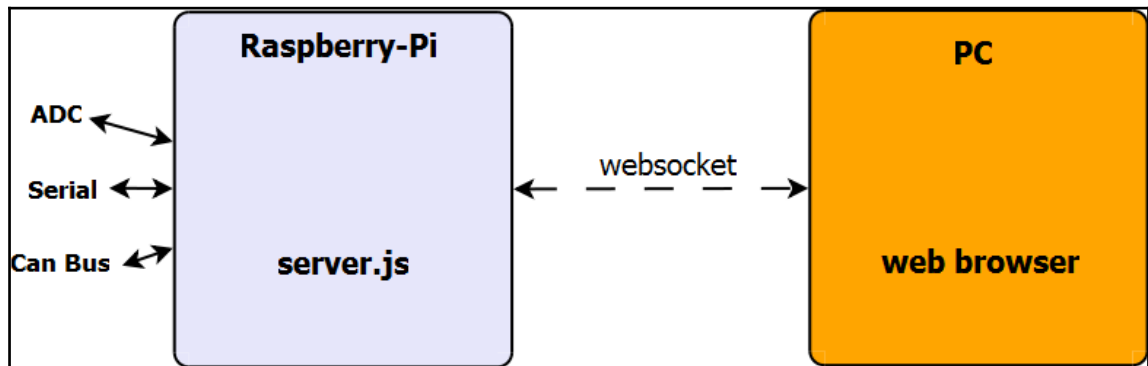 Raspberry-Pi
PC
ADC
websocket
Serial
Can Bus
server.js
web browser